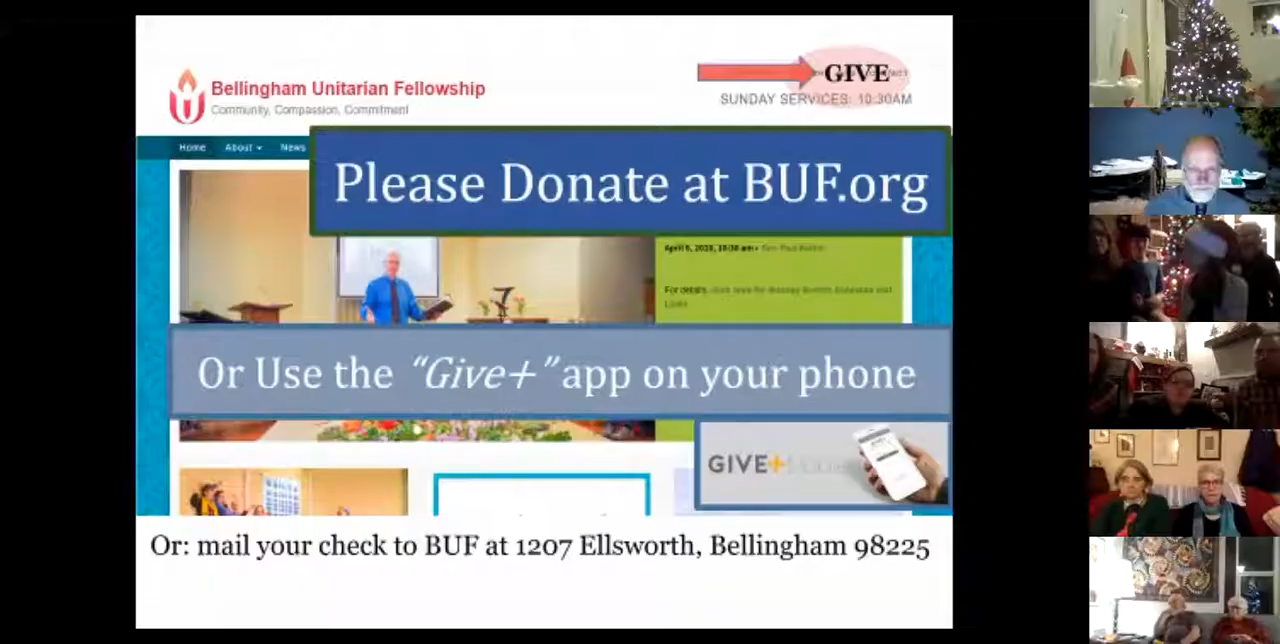 Bellingham Unitarian Fellowship
Community, Compassion, Commitment
GIVE
SUNDAY SERVICES: 10:30AM
Home About News
Please Donate at BUF.org
For details,
Or Use the “Give+” app on your phone
GIVE+
Or: mail your check to BUF at 1207 Ellsworth, Bellingham 98225